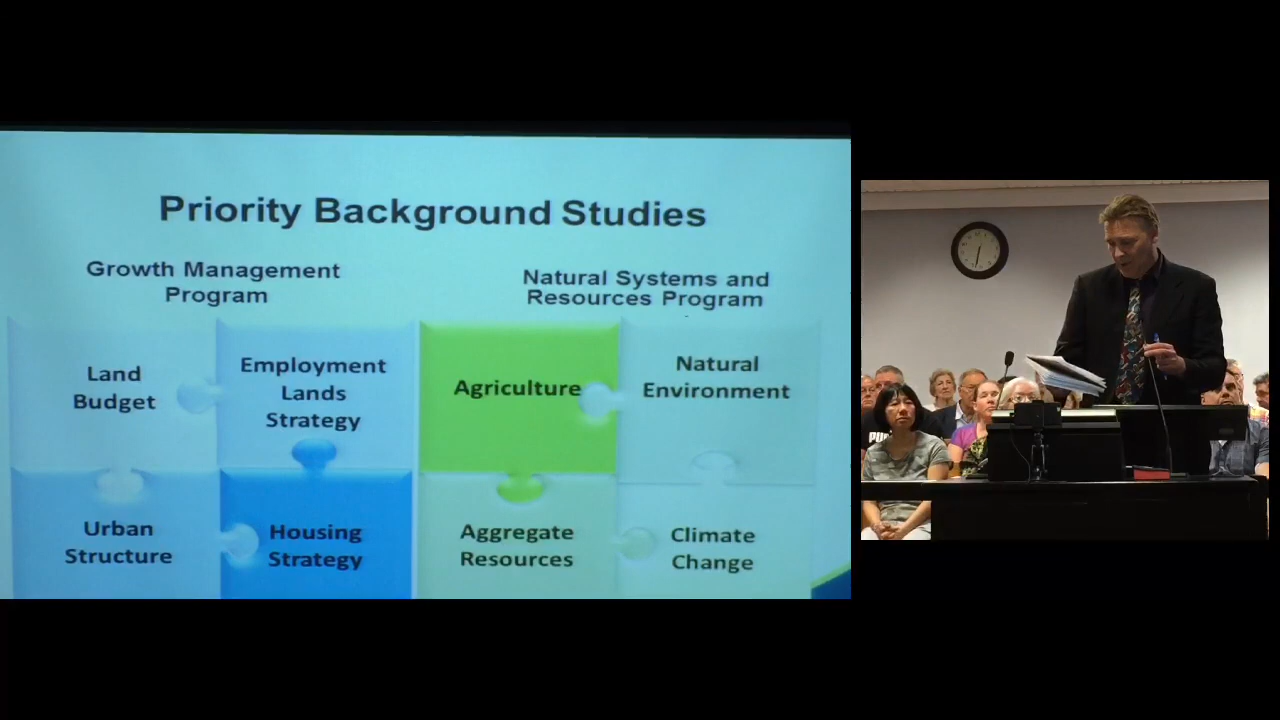 Priority Background Studies
Growth Management
Program
Natural Systems and
Resources Program
Land
Budget
Employment
Lands
Strategy
Agriculture
Natural
Environment
Urban
Structure
Housing
Strategy
Aggregate
Resources
Climate
Change